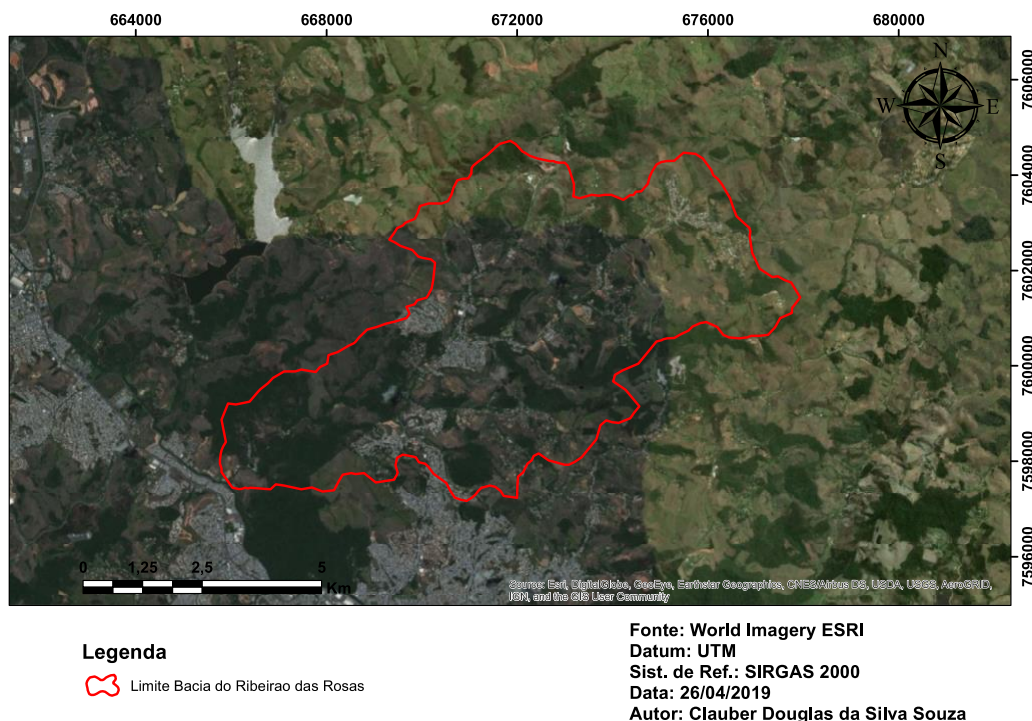 664000 668000 672000 676000 680000
7606000
7604000
7602000
7600000
7598000
7596000
N
W E
S
0 1,25 2,5 5
Km
Source: Esri, DigitalGlobe, GeoEye, Earthstar Geographics, CNES/Airbus DS, USDA, USGS, AeroGRID,
IGN, and the GIS User Community
Legenda
Limite Bacia do Ribeirao das Rosas
Fonte: World Imagery ESRI
Datum: UTM
Sist. de Ref.: SIRGAS 2000
Data: 26/04/2019
Autor: Clauber Douglas da Silva Souza